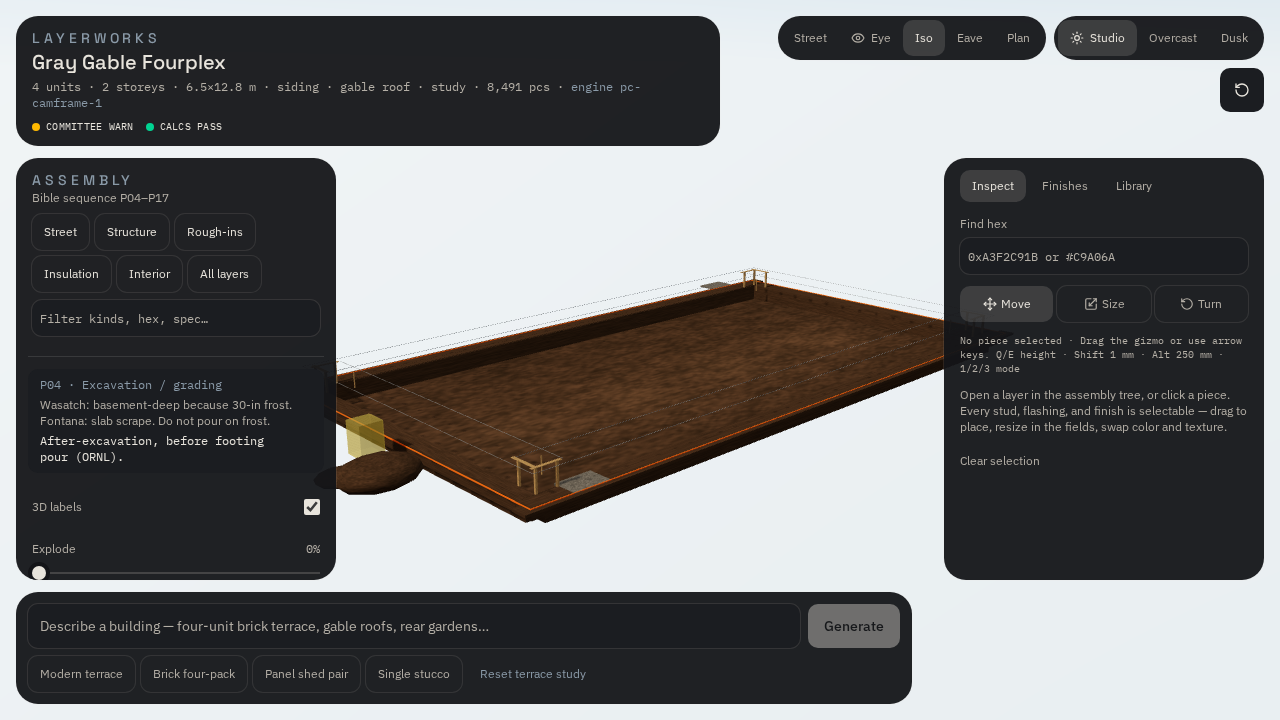 LAYERWORKS
Gray Gable Fourplex
4 units · 2 storeys · 6.5×12.8 m · siding · gable roof · study · 8,491 pcs · engine pc-
camframe-1
COMMITTEE WARN CALCS PASS
Street Eye Iso Eave Plan
Studio Overcast Dusk
ASSEMBLY
Bible sequence P04–P17
Street Structure Rough-ins
Insulation Interior All layers
Filter kinds, hex, spec…
P04 · Excavation / grading
Wasatch: basement-deep because 30-in frost.
Fontana: slab scrape. Do not pour on frost.
After-excavation, before footing
pour (ORNL).
3D labels
Explode 0%
Inspect Finishes Library
Find hex
0xA3F2C91B or #C9A06A
Move Size Turn
No piece selected · Drag the gizmo or use arrow
keys. Q/E height · Shift 1 mm · Alt 250 mm ·
1/2/3 mode
Open a layer in the assembly tree, or click a piece.
Every stud, flashing, and finish is selectable — drag to
place, resize in the fields, swap color and texture.
Clear selection
Describe a building — four-unit brick terrace, gable roofs, rear gardens…
Generate
Modern terrace Brick four-pack Panel shed pair Single stucco Reset terrace study